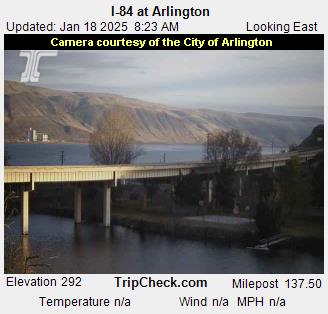 I-84 at Arlington
Updated: Jan 18 2025 8:23 AM Looking East
Camera courtesy of the City of Arlington
Elevation 292 TripCheck.com Milepost 137.50
Temperature n/a Wind n/a MPH n/a